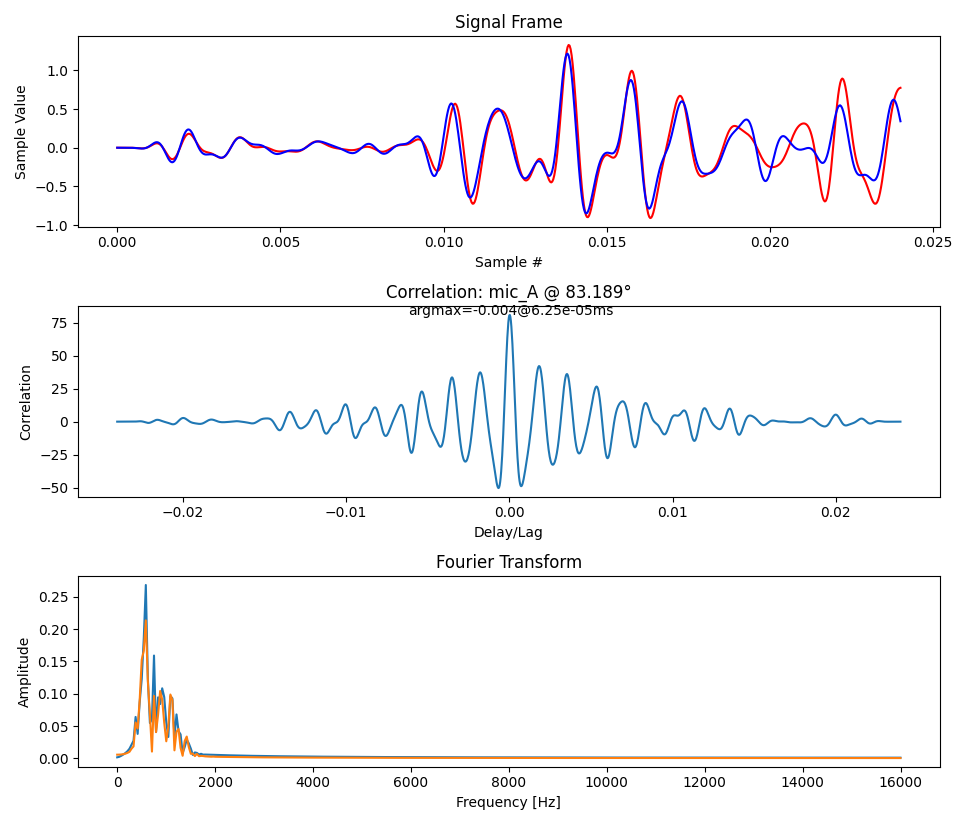 Signal Frame
Sample Value
1.0
0.5
0.0
−0.5
−1.0
0.000 0.005 0.010 0.015 0.020 0.025
Sample #
Correlation: mic_A @ 83.189°
argmax=-0.004@6.25e-05ms
Correlation
75
50
25
0
−25
−50
−0.02 −0.01 0.00 0.01 0.02
Delay/Lag
Fourier Transform
Amplitude
0.25
0.20
0.15
0.10
0.05
0.00
0 2000 4000 6000 8000 10000 12000 14000 16000
Frequency [Hz]